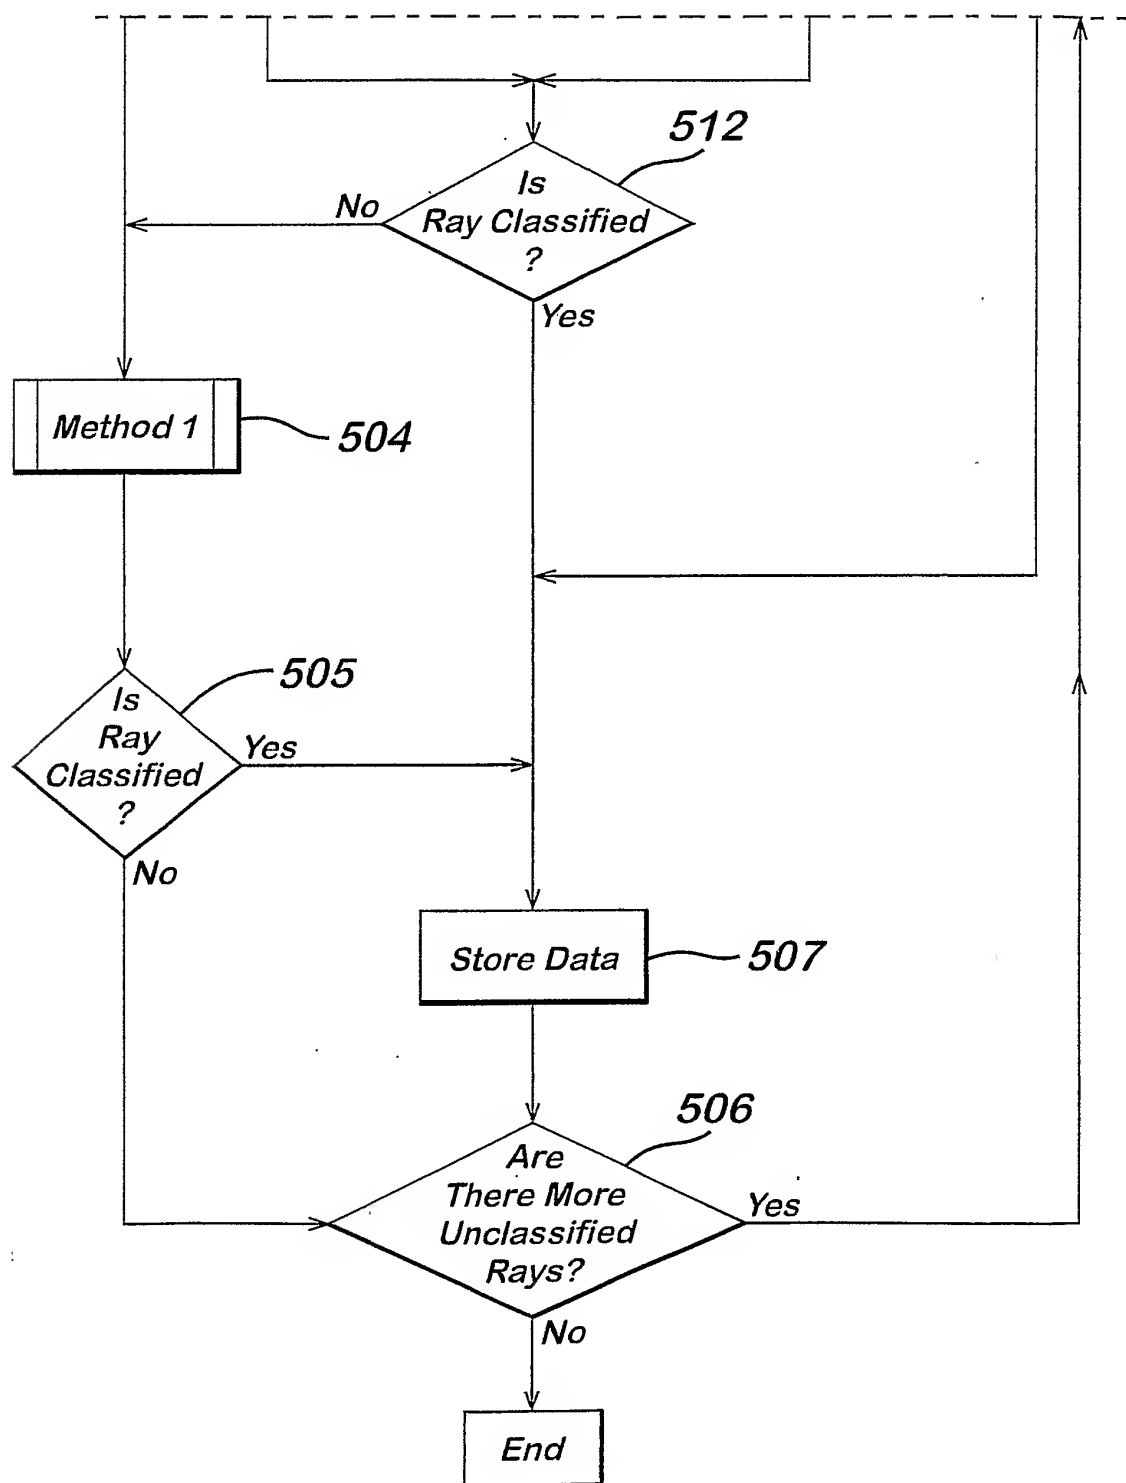 512
Is
Ray Classified
?
No
Yes
Method 1
504
505
Is
Ray
Classified
?
Yes
No
Store Data
507
506
Are
There More
Unclassified
Rays?
Yes
No
End